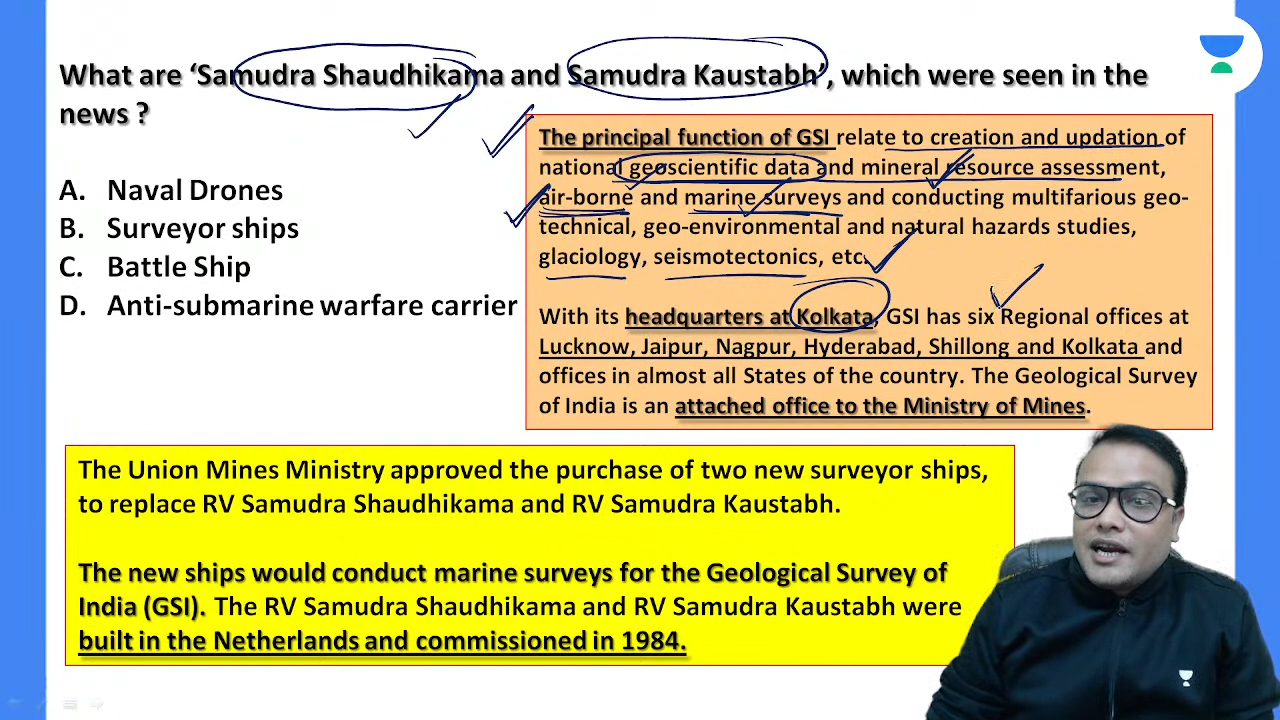 What are ‘Samudra Shaudhikama and Samudra Kaustabh’, which were seen in the
news ?
A. Naval Drones
B. Surveyor ships
C. Battle Ship
D. Anti-submarine warfare carrier
The principal function of GSI relate to creation and updation of
national geoscientific data and mineral resource assessment,
air-borne and marine surveys and conducting multifarious geo-
technical, geo-environmental and natural hazards studies,
glaciology, seismotectonics, etc.
With its headquarters at Kolkata, GSI has six Regional offices at
Lucknow, Jaipur, Nagpur, Hyderabad, Shillong and Kolkata and
offices in almost all States of the country. The Geological Survey
of India is an attached office to the Ministry of Mines.
The Union Mines Ministry approved the purchase of two new surveyor ships,
to replace RV Samudra Shaudhikama and RV Samudra Kaustabh.
The new ships would conduct marine surveys for the Geological Survey of
India (GSI). The RV Samudra Shaudhikama and RV Samudra Kaustabh were
built in the Netherlands and commissioned in 1984.